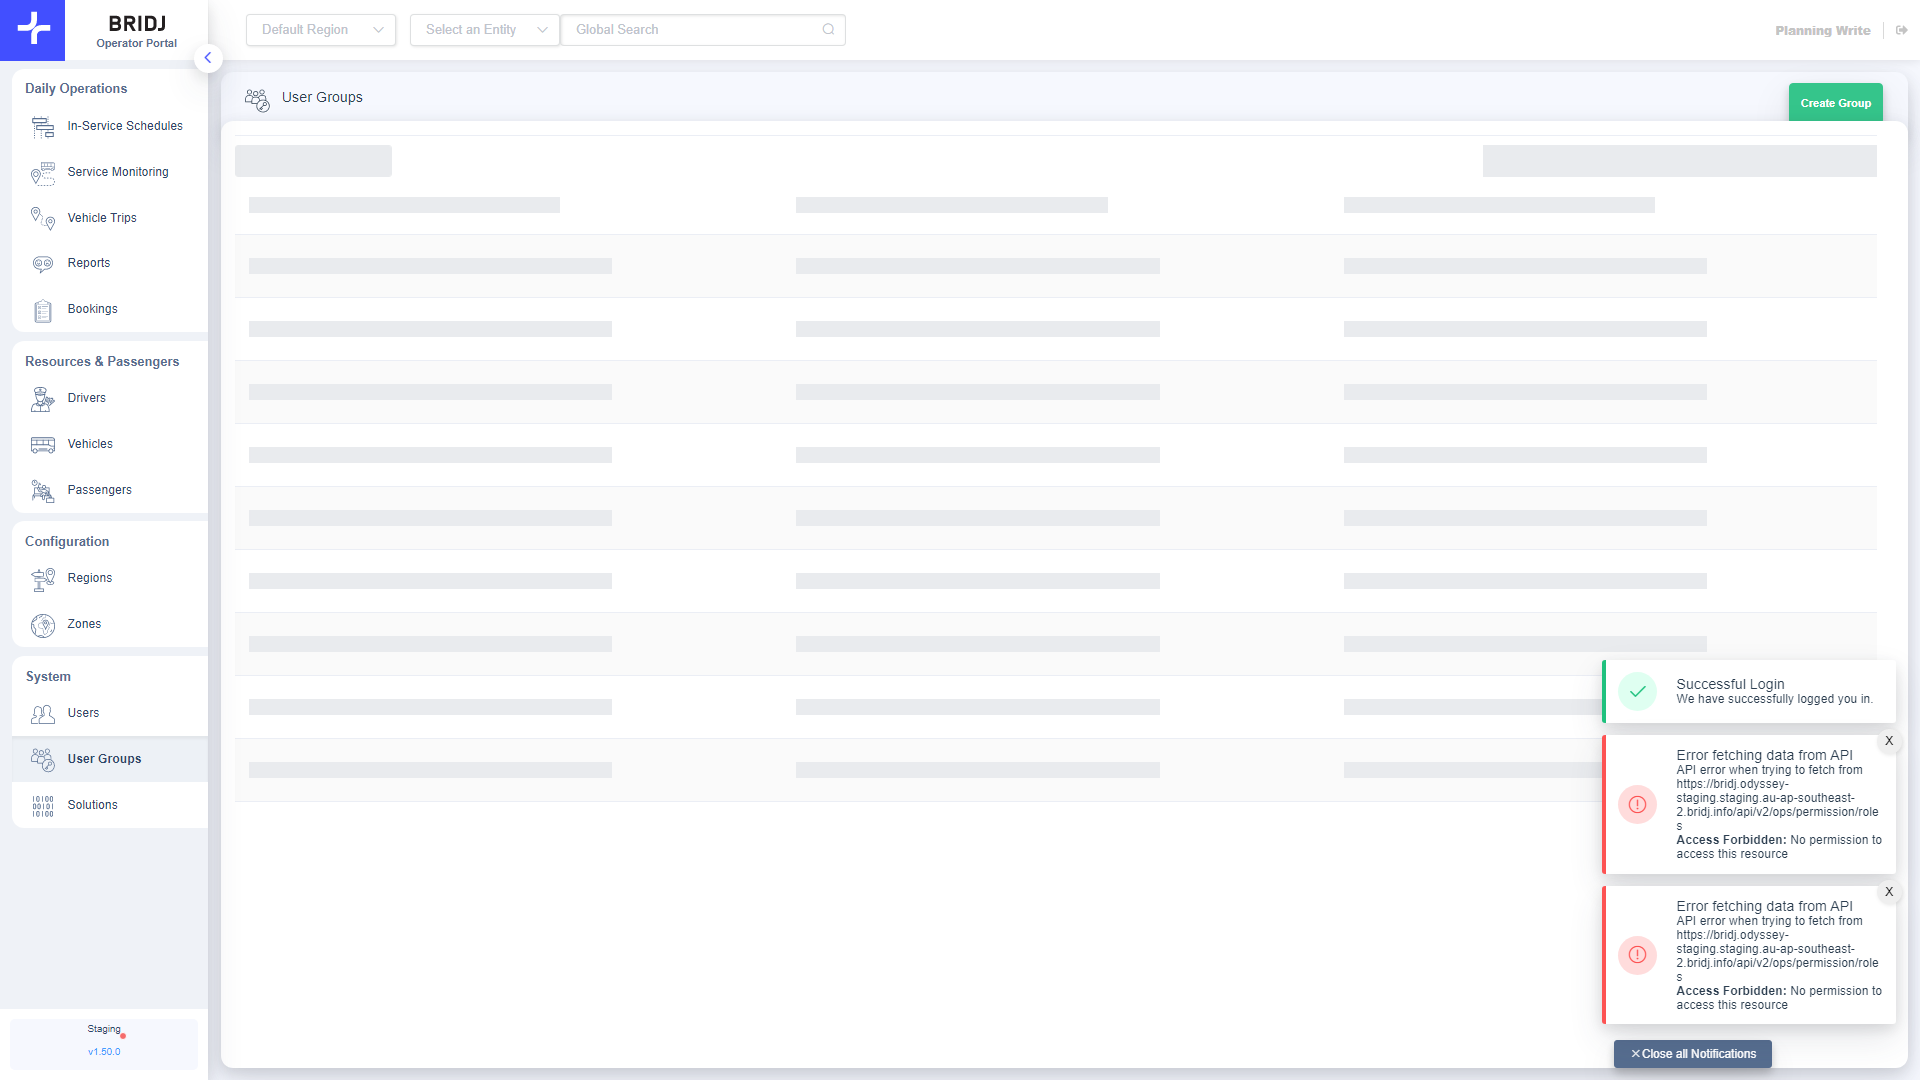 BRIDJ
Operator Portal
Default Region
Select an Entity
Global Search
Planning Write
Daily Operations
In-Service Schedules
Service Monitoring
Vehicle Trips
Reports
Bookings
Resources & Passengers
Drivers
Vehicles
Passengers
Configuration
Regions
Zones
System
Users
User Groups
10100
00101
10100
Solutions
Staging
v1.50.0
User Groups
Create Group
Successful Login
We have successfully logged you in.
X
Error fetching data from API
API error when trying to fetch from
https://bridj.odyssey-
staging.staging.au-ap-southeast-
2.bridj.info/api/v2/ops/permission/role
s
Access Forbidden: No permission to
access this resource
X
Error fetching data from API
API error when trying to fetch from
https://bridj.odyssey-
staging.staging.au-ap-southeast-
2.bridj.info/api/v2/ops/permission/role
s
Access Forbidden: No permission to
access this resource
×Close all Notifications